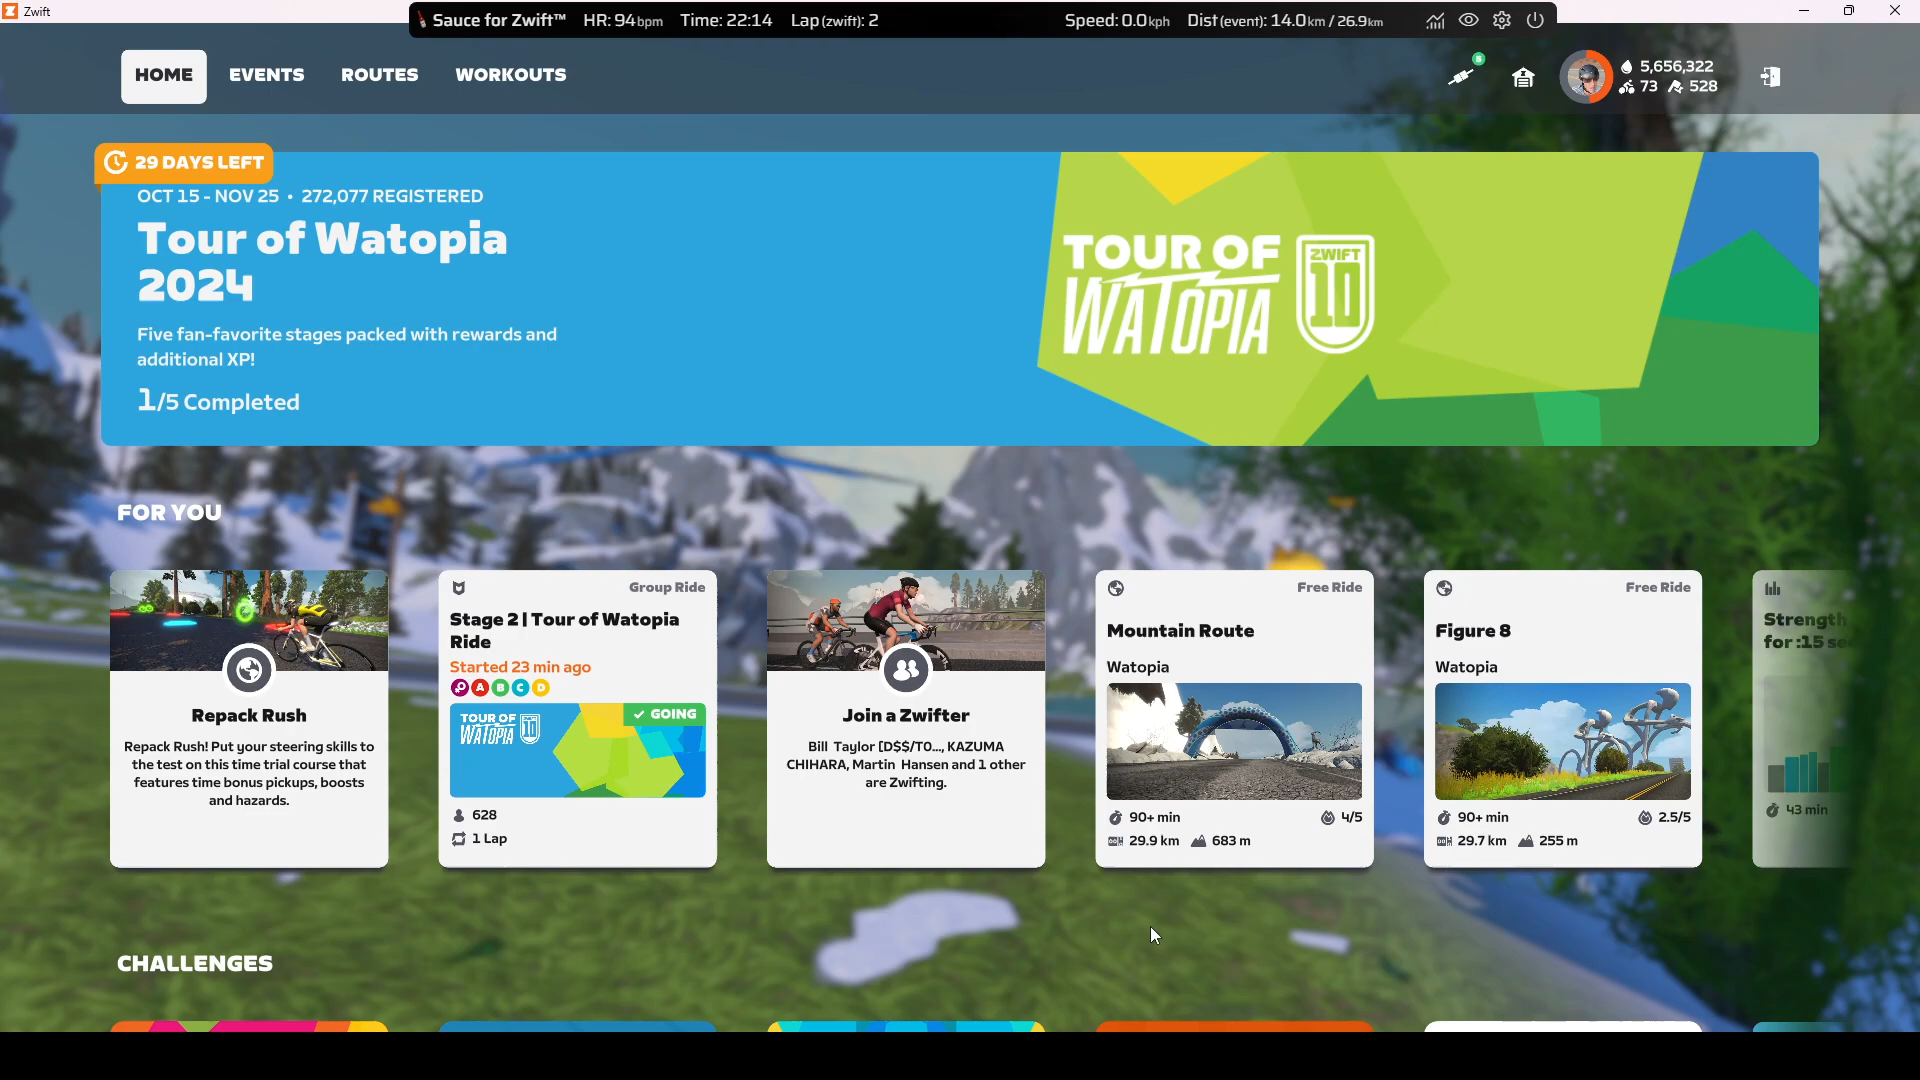 Zwift
Sauce for Zwift™ HR: 94bpm Time: 22:14 Lap(zwift): 2 Speed: 0.0kph Dist(event): 14.0km / 26.9km
HOME EVENTS ROUTES WORKOUTS
5
5,656,322
73 528
29 DAYS LEFT
OCT 15 - NOV 25 • 272,077 REGISTERED
Tour of Watopia
2024
Five fan-favorite stages packed with rewards and
additional XP!
1/5 Completed
TOUR OF
WATOPIA
ZWIFT
10
FOR YOU
Repack Rush
Repack Rush! Put your steering skills to
the test on this time trial course that
features time bonus pickups, boosts
and hazards.
Group Ride
Stage 2 | Tour of Watopia
Ride
Started 23 min ago
A B C D
GOING
TOUR OF
WATOPIA
10
628
1 Lap
Join a Zwifter
Bill Taylor [D$$/TO..., KAZUMA
CHIHARA, Martin Hansen and 1 other
are Zwifting.
Free Ride
Mountain Route
Watopia
90+ min 4/5
29.9 km 683 m
Free Ride
Figure 8
Watopia
90+ min 2.5/5
29.7 km 255 m
Strength
for :15 sec
43 min
CHALLENGES